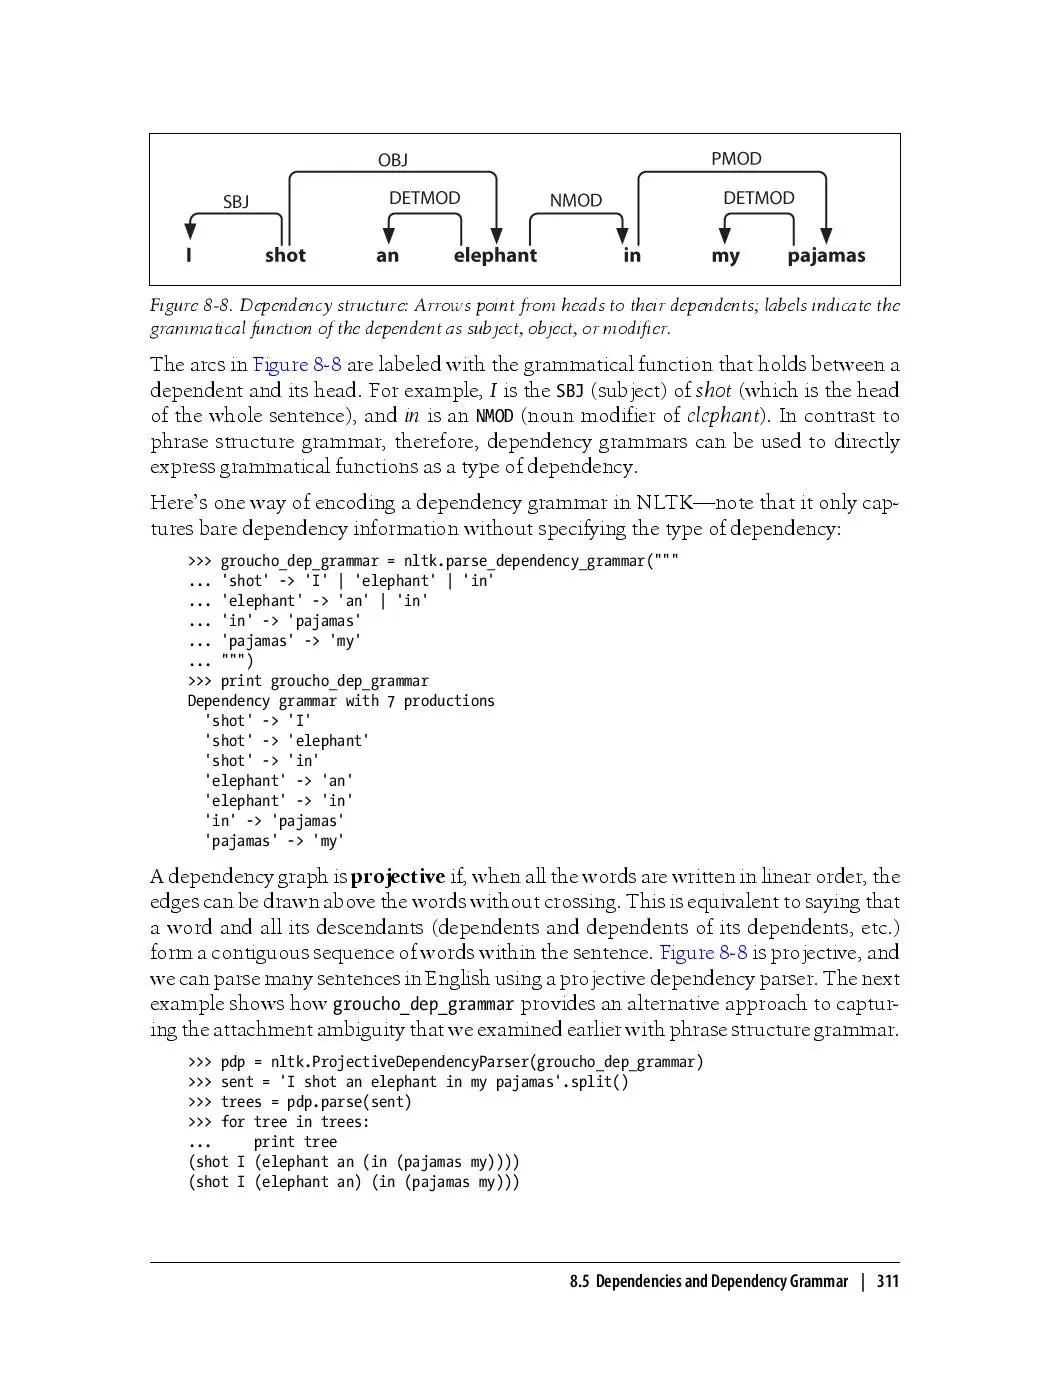 OBJ PMOD
SBJ DETMOD NMOD DETMOD
I shot an elephant in my pajamas
Figure 8-8. Dependency structure: Arrows point from heads to their dependents; labels indicate the
grammatical function of the dependent as subject, object, or modifier.
The arcs in Figure 8-8 are labeled with the grammatical function that holds between a
dependent and its head. For example, I is the SBJ (subject) of shot (which is the head
of the whole sentence), and in is an NMOD (noun modifier of elephant). In contrast to
phrase structure grammar, therefore, dependency grammars can be used to directly
express grammatical functions as a type of dependency.
Here's one way of encoding a dependency grammar in NLTK—note that it only cap-
tures bare dependency information without specifying the type of dependency:
>>> groucho_dep_grammar = nltk.parse_dependency_grammar("""
... 'shot' -> 'I' | 'elephant' | 'in'
... 'elephant' -> 'an' | 'in'
... 'in' -> 'pajamas'
... 'pajamas' -> 'my'
... """)
>>> print groucho_dep_grammar
Dependency grammar with 7 productions
'shot' -> 'I'
'shot' -> 'elephant'
'shot' -> 'in'
'elephant' -> 'an'
'elephant' -> 'in'
'in' -> 'pajamas'
'pajamas' -> 'my'
A dependency graph is projective if, when all the words are written in linear order, the
edges can be drawn above the words without crossing. This is equivalent to saying that
a word and all its descendants (dependents and dependents of its dependents, etc.)
form a contiguous sequence of words within the sentence. Figure 8-8 is projective, and
we can parse many sentences in English using a projective dependency parser. The next
example shows how groucho_dep_grammar provides an alternative approach to captur-
ing the attachment ambiguity that we examined earlier with phrase structure grammar.
>>> pdp = nltk.ProjectiveDependencyParser(groucho_dep_grammar)
>>> sent = 'I shot an elephant in my pajamas'.split()
>>> trees = pdp.parse(sent)
>>> for tree in trees:
...     print tree
(shot I (elephant an (in (pajamas my))))
(shot I (elephant an) (in (pajamas my)))
8.5 Dependencies and Dependency Grammar | 311